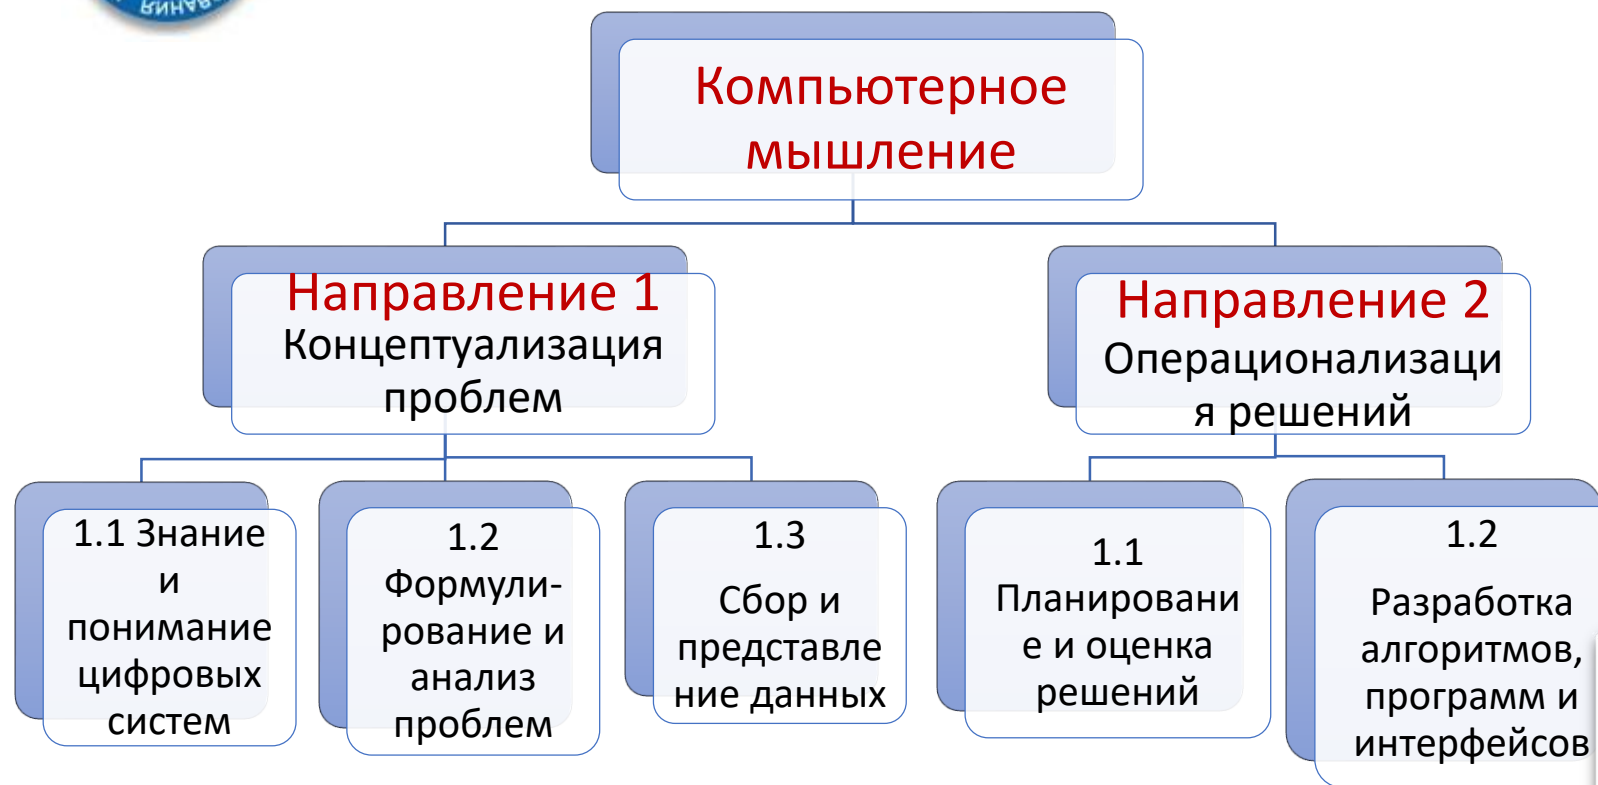 Компьютерное
мышление
Направление 1
Концептуализация
проблем
Направление 2
Операционализаци
я решений
1.1 Знание
и
понимание
цифровых
систем
1.2
Формули-
рование и
анализ
проблем
1.3
Сбор и
представле
ние данных
1.1
Планировани
е и оценка
решений
1.2
Разработка
алгоритмов,
программ и
интерфейсов